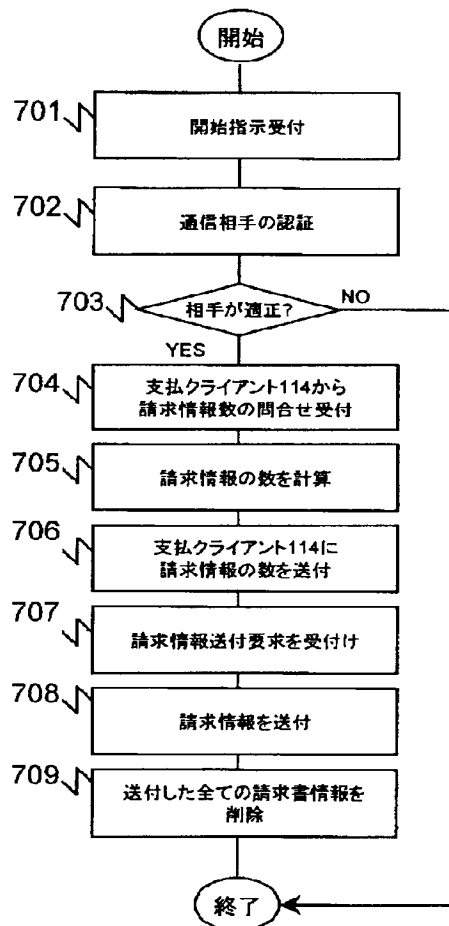 開始
701
開始指示受付
702
通信相手の認証
703
相手が適正?
NO
YES
704
支払クライアント114から
請求情報数の問合せ受付
705
請求情報の数を計算
706
支払クライアント114に
請求情報の数を送付
707
請求情報送付要求を受付け
708
請求情報を送付
709
送付した全ての請求書情報を
削除
終了